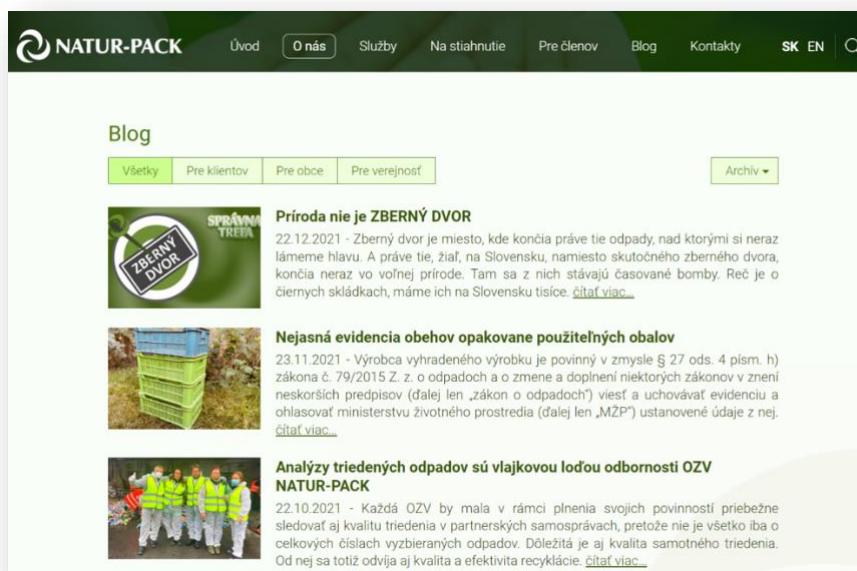 NATUR-PACK Úvod O nás Služby Na stiahnutie Pre členov Blog Kontakty SK EN
Blog
Všetky Pre klientov Pre obce Pre verejnosť Archív
SPRÁVNA
TREFA
ZBERNÝ
DVOR
Príroda nie je ZBERNÝ DVOR
22.12.2021 - Zberný dvor je miesto, kde končia práve tie odpady, nad ktorými si neraz
lámeme hlavu. A práve tie, žiaľ, na Slovensku, namiesto skutočného zberného dvora,
končia neraz vo voľnej prírode. Tam sa z nich stávajú časované bomby. Reč je o
čiernych skládkach, máme ich na Slovensku tisíce. čítať viac...
Nejasná evidencia obehov opakovane použiteľných obalov
23.11.2021 - Výrobca vyhradeného výrobku je povinný v zmysle § 27 ods. 4 písm. h)
zákona č. 79/2015 Z. z. o odpadoch a o zmene a doplnení niektorých zákonov v znení
neskorších predpisov (ďalej len „zákon o odpadoch“) viesť a uchovávať evidenciu a
ohlasovať ministerstvu životného prostredia (ďalej len „MŽP“) ustanovené údaje z nej.
čítať viac...
Analýzy triedených odpadov sú vlajkovou loďou odbornosti OZV
NATUR-PACK
22.10.2021 - Každá OZV by mala v rámci plnenia svojich povinností priebežne
sledovať aj kvalitu triedenia v partnerských samosprávach, pretože nie je všetko iba o
celkových číslach vyzbieraných odpadov. Dôležitá je aj kvalita samotného triedenia.
Od nej sa totiž odvíja aj kvalita a efektivita recyklácie. čítať viac...